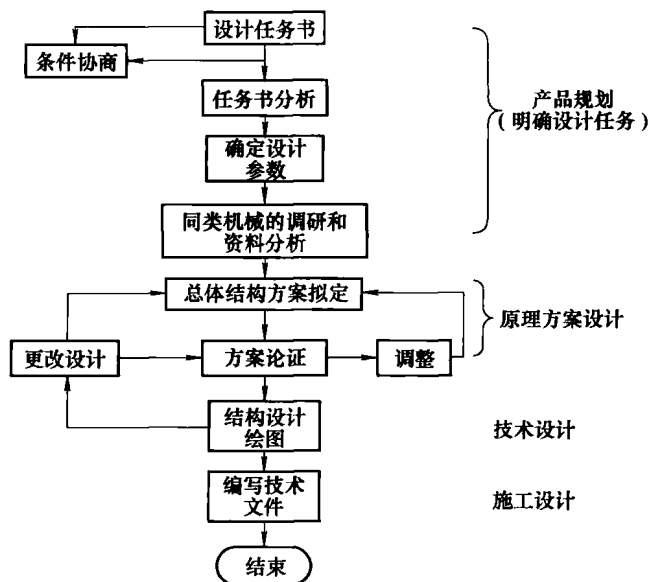 设计任务书
条件协商
任务书分析
产品规划
(明确设计任务)
确定设计
参数
同类机械的调研和
资料分析
总体结构方案拟定
原理方案设计
更改设计
方案论证
调整
结构设计
绘图
技术设计
编写技术
文件
施工设计
结束